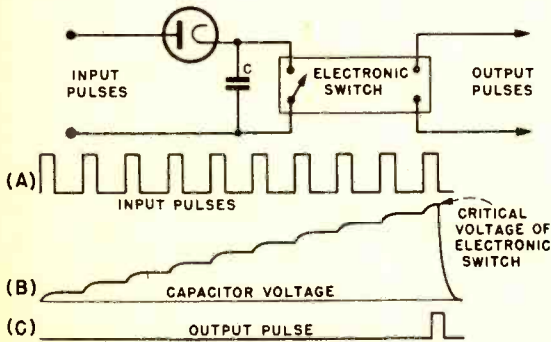 INPUT
PULSES
C
ELECTRONIC
SWITCH
OUTPUT
PULSES
(A)
INPUT PULSES
CRITICAL
VOLTAGE OF
ELECTRONIC
SWITCH
(B)
CAPACITOR VOLTAGE
(C)
OUTPUT PULSE